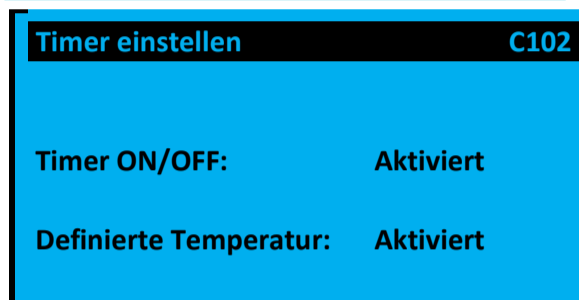 Timer einstellen C102
Timer ON/OFF: Aktiviert
Definierte Temperatur: Aktiviert